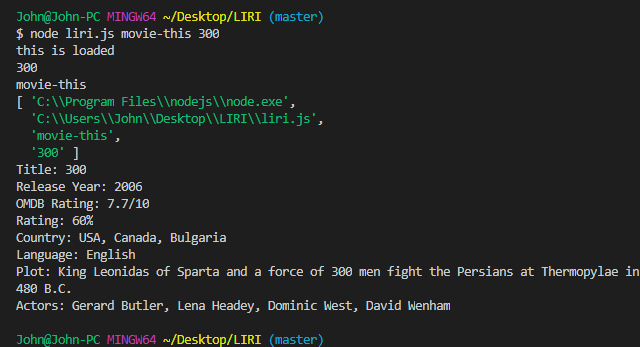 John@John-PC MINGW64 ~/Desktop/LIRI (master)
$ node liri.js movie-this 300
this is loaded
300
movie-this
[ 'C:\\Program Files\\nodejs\\node.exe',
  'C:\\Users\\John\\Desktop\\LIRI\\liri.js',
  'movie-this',
  '300' ]
Title: 300
Release Year: 2006
OMDB Rating: 7.7/10
Rating: 60%
Country: USA, Canada, Bulgaria
Language: English
Plot: King Leonidas of Sparta and a force of 300 men fight the Persians at Thermopylae in
480 B.C.
Actors: Gerard Butler, Lena Headey, Dominic West, David Wenham
John@John-PC MINGW64 ~/Desktop/LIRI (master)